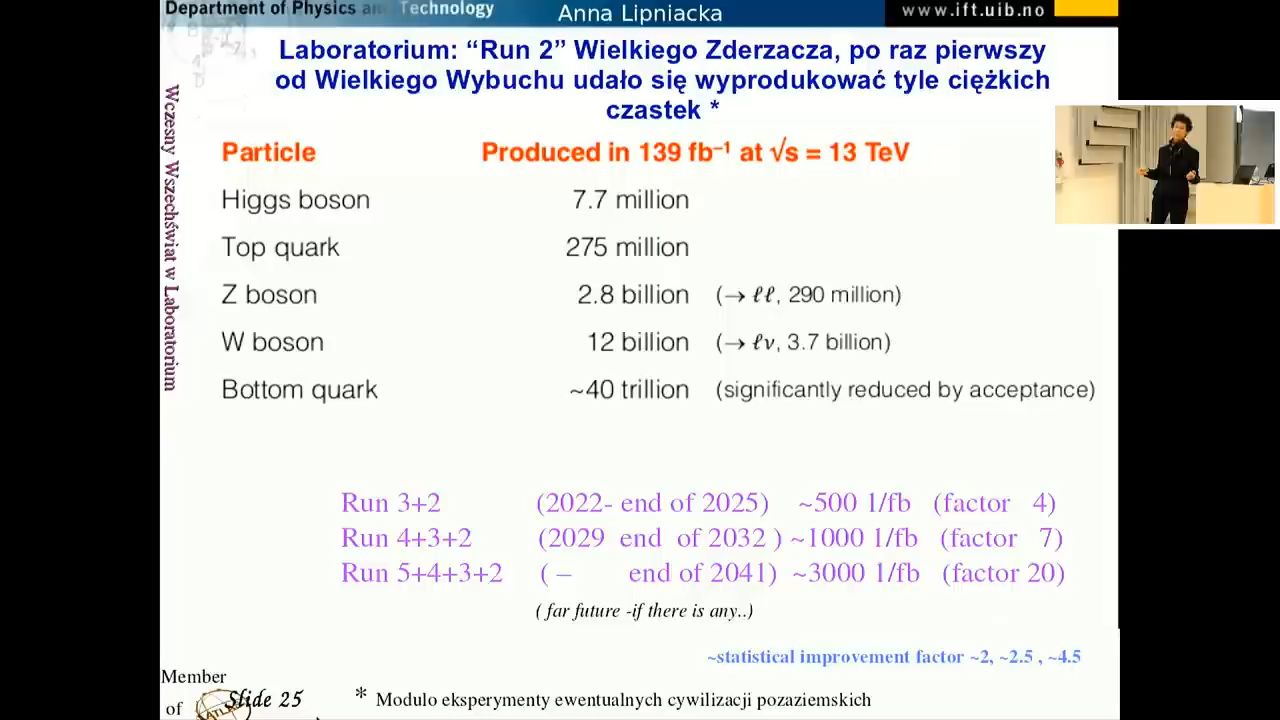 Department of Physics and Technology
Anna Lipniacka
www.ift.uib.no
Laboratorium: “Run 2” Wielkiego Zderzacza, po raz pierwszy
od Wielkiego Wybuchu udało się wyprodukować tyle ciężkich
czastek *
Wczesny Wszechświat w Laboratorium
Particle Produced in 139 fb⁻¹ at √s = 13 TeV
Higgs boson 7.7 million
Top quark 275 million
Z boson 2.8 billion (→ ℓℓ, 290 million)
W boson 12 billion (→ ℓν, 3.7 billion)
Bottom quark ~40 trillion (significantly reduced by acceptance)
Run 3+2 (2022- end of 2025) ~500 1/fb (factor 4)
Run 4+3+2 (2029 end of 2032 ) ~1000 1/fb (factor 7)
Run 5+4+3+2 ( – end of 2041) ~3000 1/fb (factor 20)
( far future -if there is any..)
~statistical improvement factor ~2, ~2.5 , ~4.5
Member
of
Slide 25
* Modulo eksperymenty ewentualnych cywilizacji pozaziemskich